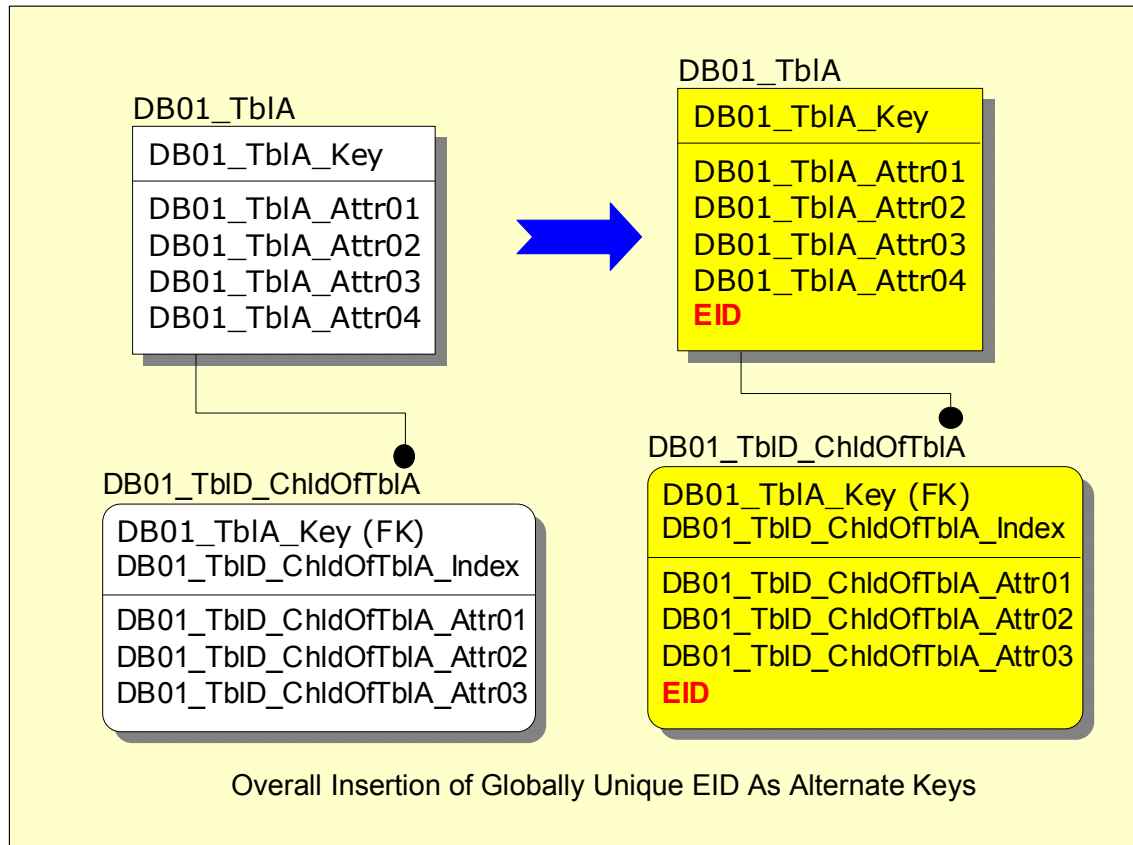 DB01_TblA
DB01_TblA_Key
DB01_TblA_Attr01
DB01_TblA_Attr02
DB01_TblA_Attr03
DB01_TblA_Attr04
DB01_TblD_ChldOfTblA
DB01_TblA_Key (FK)
DB01_TblD_ChldOfTblA_Index
DB01_TblD_ChldOfTblA_Attr01
DB01_TblD_ChldOfTblA_Attr02
DB01_TblD_ChldOfTblA_Attr03
DB01_TblA
DB01_TblA_Key
DB01_TblA_Attr01
DB01_TblA_Attr02
DB01_TblA_Attr03
DB01_TblA_Attr04
EID
DB01_TblD_ChldOfTblA
DB01_TblA_Key (FK)
DB01_TblD_ChldOfTblA_Index
DB01_TblD_ChldOfTblA_Attr01
DB01_TblD_ChldOfTblA_Attr02
DB01_TblD_ChldOfTblA_Attr03
EID
Overall Insertion of Globally Unique EID As Alternate Keys